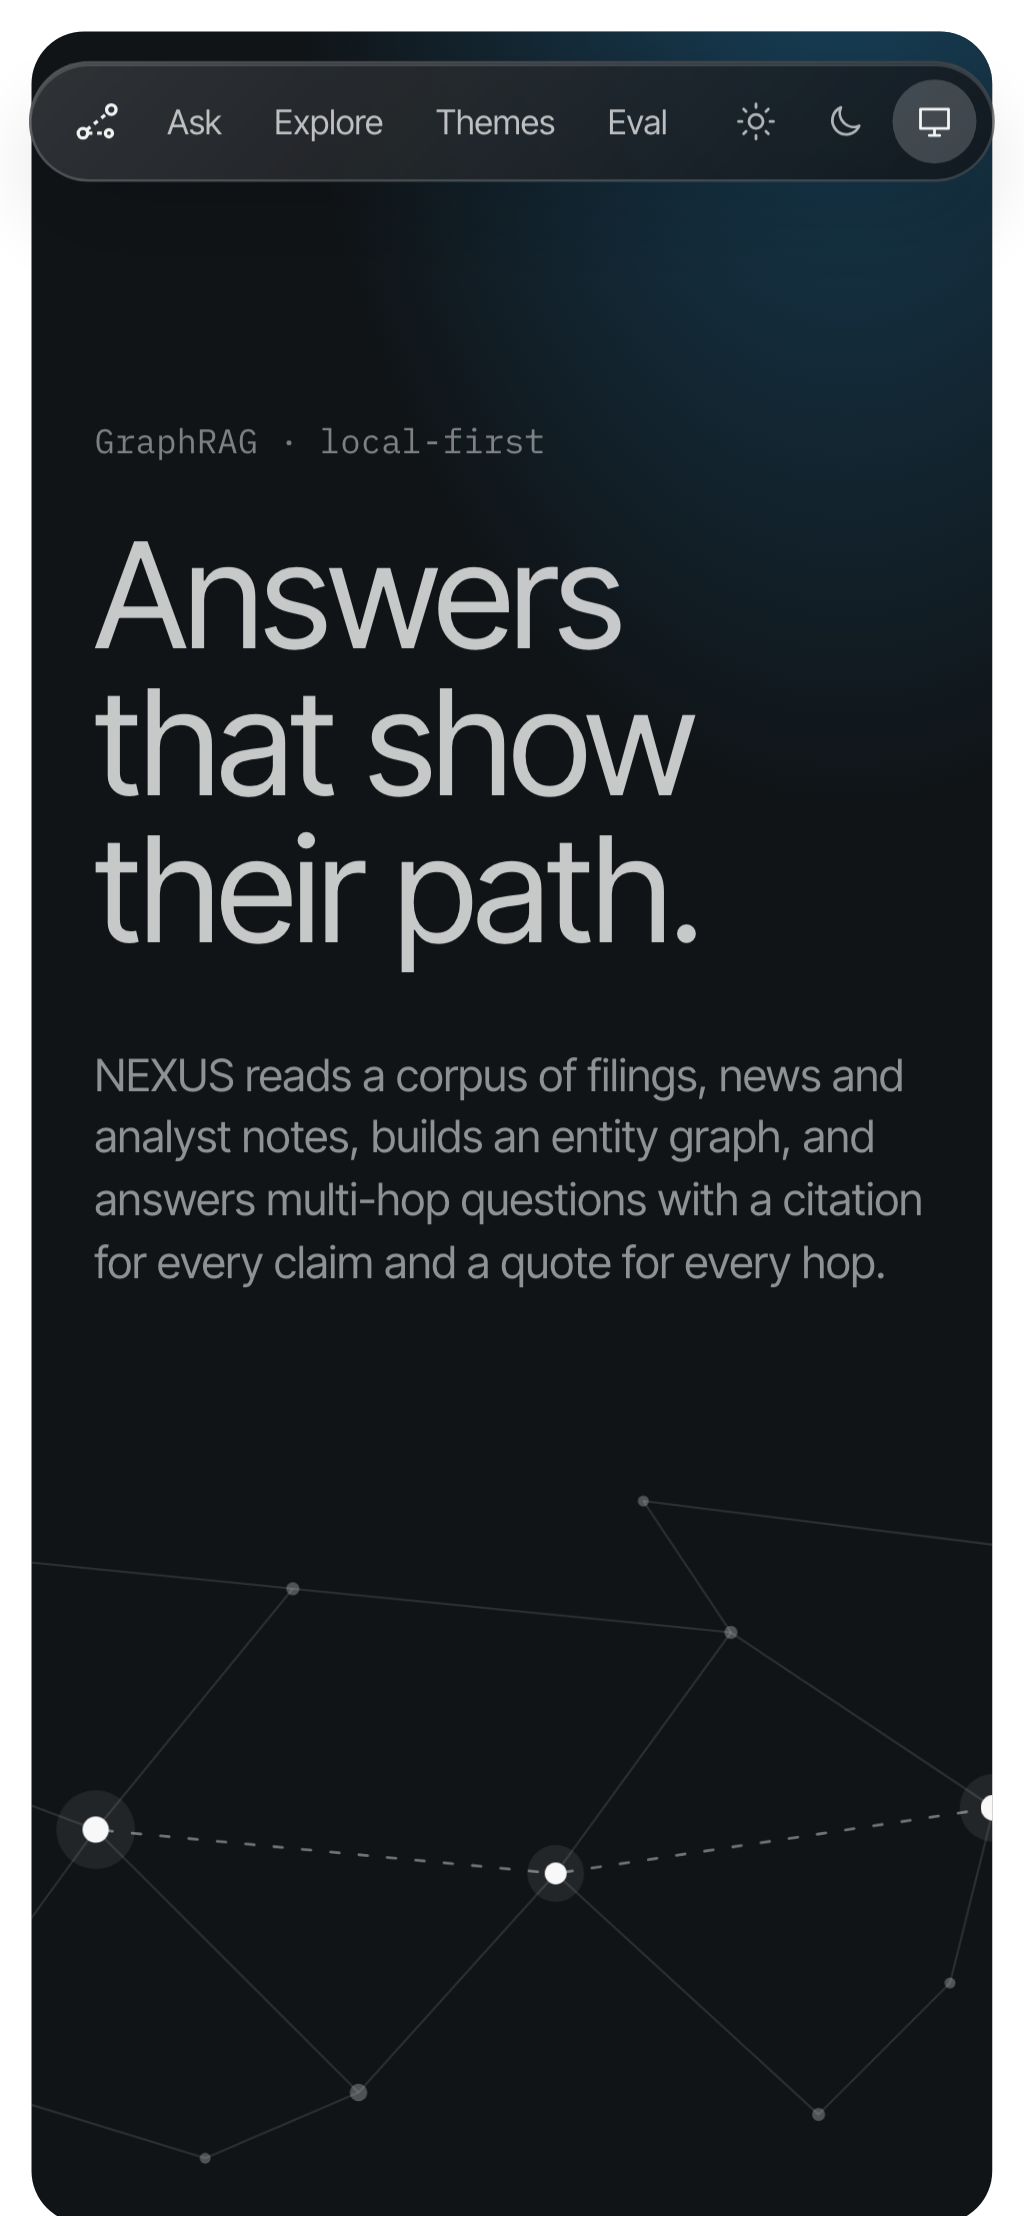 Ask Explore Themes Eval
GraphRAG · local-first
Answers
that show
their path.
NEXUS reads a corpus of filings, news and
analyst notes, builds an entity graph, and
answers multi-hop questions with a citation
for every claim and a quote for every hop.